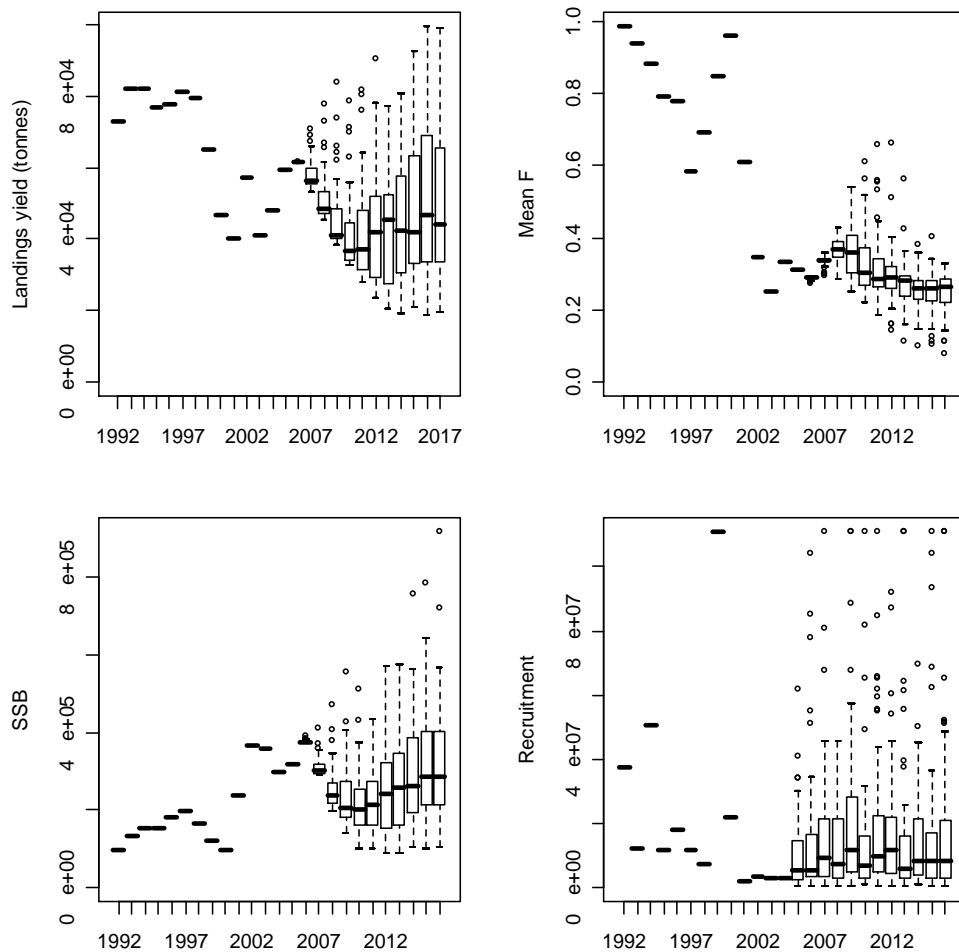 Landings yield (tonnes)
0 e+00
4 e+04
8 e+04
1992 1997 2002 2007 2012 2017
Mean F
0.0
0.2
0.4
0.6
0.8
1.0
1992 1997 2002 2007 2012
SSB
0 e+00
4 e+05
8 e+05
1992 1997 2002 2007 2012
Recruitment
0 e+00
4 e+07
8 e+07
1992 1997 2002 2007 2012